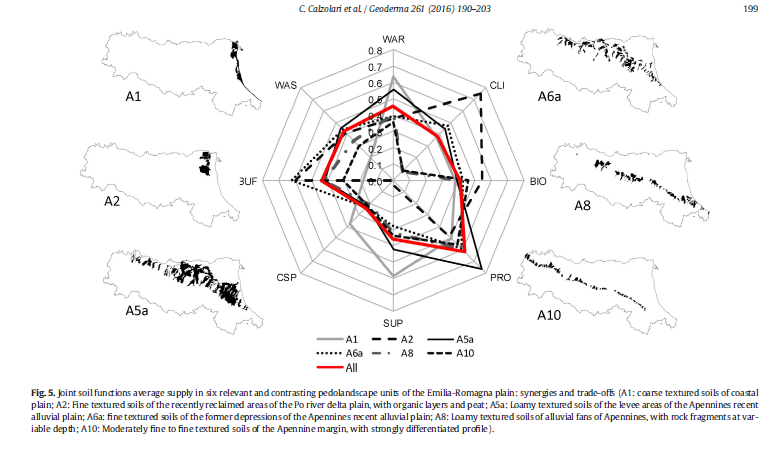 C. Calzolari et al. / Geoderma 261 (2016) 190–203
199
WAR
0.8
0.7
0.6
0.2
0.1
0.0
WAS
CLI
BUF
BIO
CSP
PRO
SUP
A1
A2
A5a
A6a
A8
A10
A1 A2 A5a
A6a A8 A10
All
Fig. 5. Joint soil functions average supply in six relevant and contrasting pedolandscape units of the Emilia-Romagna plain: synergies and trade-offs (A1: coarse textured soils of coastal
plain; A2: Fine textured soils of the recently reclaimed areas of the Po river delta plain, with organic layers and peat; A5a: Loamy textured soils of the levee areas of the Apennines recent
alluvial plain; A6a: fine textured soils of the former depressions of the Apennines recent alluvial plain; A8: Loamy textured soils of alluvial fans of Apennines, with rock fragments at var-
iable depth; A10: Moderately fine to fine textured soils of the Apennine margin, with strongly differentiated profile).